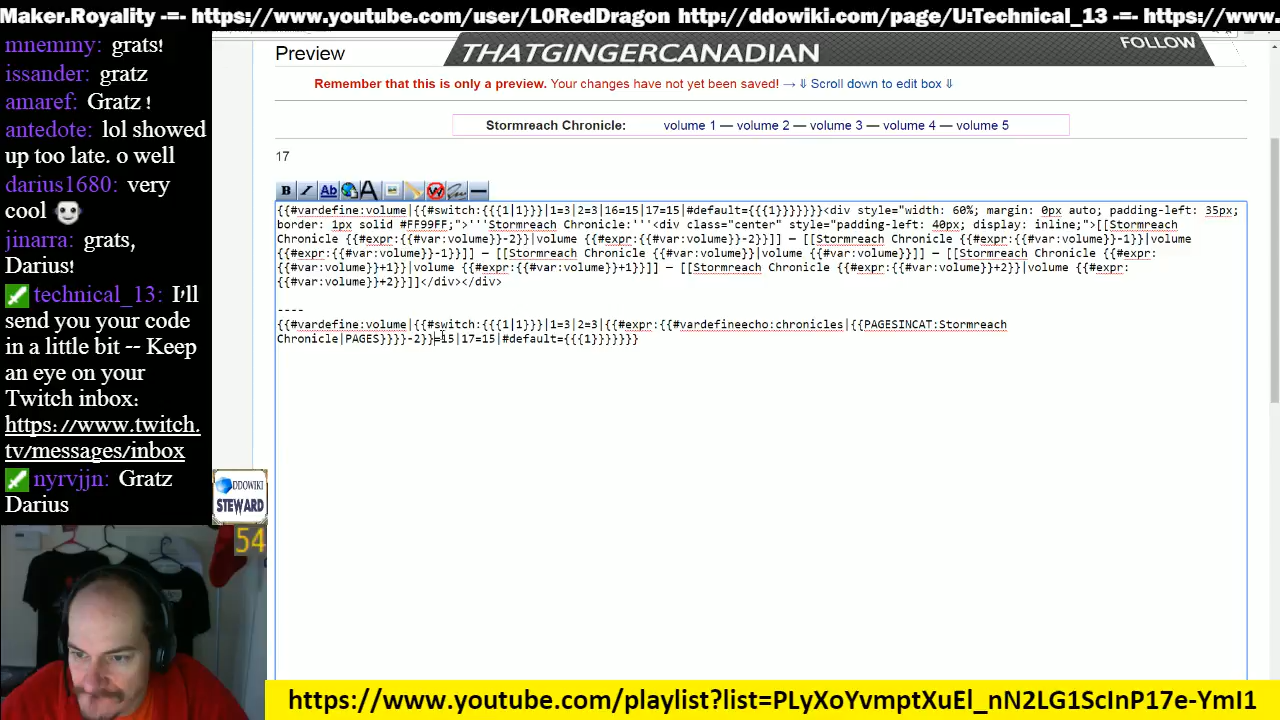 Maker.Royality -=- https://www.youtube.com/user/L0RedDragon http://ddowiki.com/page/U:Technical_13 -=- https://www.
mnemmy: grats!
issander: gratz
amaref: Gratz !
antedote: lol showed
up too late. o well
darius1680: very
cool
jinarra: grats,
Darius!
technical_13: I'll
send you your code
in a little bit -- Keep
an eye on your
Twitch inbox:
https://www.twitch.
tv/messages/inbox
nyrvjjn: Gratz
Darius
DDOWIKI
STEWARD
54
Preview
THATGINGERCANADIAN
FOLLOW
Remember that this is only a preview. Your changes have not yet been saved! → ⇓ Scroll down to edit box ⇓
Stormreach Chronicle: volume 1 — volume 2 — volume 3 — volume 4 — volume 5
17
B I Ab A W
{{#vardefine:volume|{{#switch:{{{1|1}}}|1=3|2=3|16=15|17=15|#default={{{1}}}}}}}<div style="width: 60%; margin: 0px auto; padding-left: 35px;
border: 1px solid #FF99FF;">'''Stormreach Chronicle:'''<div class="center" style="padding-left: 40px; display: inline;">[[Stormreach
Chronicle {{#expr:{{#var:volume}}-2}}|volume {{#expr:{{#var:volume}}-2}}]] — [[Stormreach Chronicle {{#expr:{{#var:volume}}-1}}|volume
{{#expr:{{#var:volume}}-1}}]] — [[Stormreach Chronicle {{#var:volume}}|volume {{#var:volume}}]] — [[Stormreach Chronicle {{#expr:
{{#var:volume}}+1}}|volume {{#expr:{{#var:volume}}+1}}]] — [[Stormreach Chronicle {{#expr:{{#var:volume}}+2}}|volume {{#expr:
{{#var:volume}}+2}}]]</div></div>
----
{{#vardefine:volume|{{#switch:{{{1|1}}}|1=3|2=3|{{#expr:{{#vardefineecho:chronicles|{{PAGESINCAT:Stormreach
Chronicle|PAGES}}}}-2}}=15|17=15|#default={{{1}}}}}}}
https://www.youtube.com/playlist?list=PLyXoYvmptXuEl_nN2LG1ScInP17e-YmI1